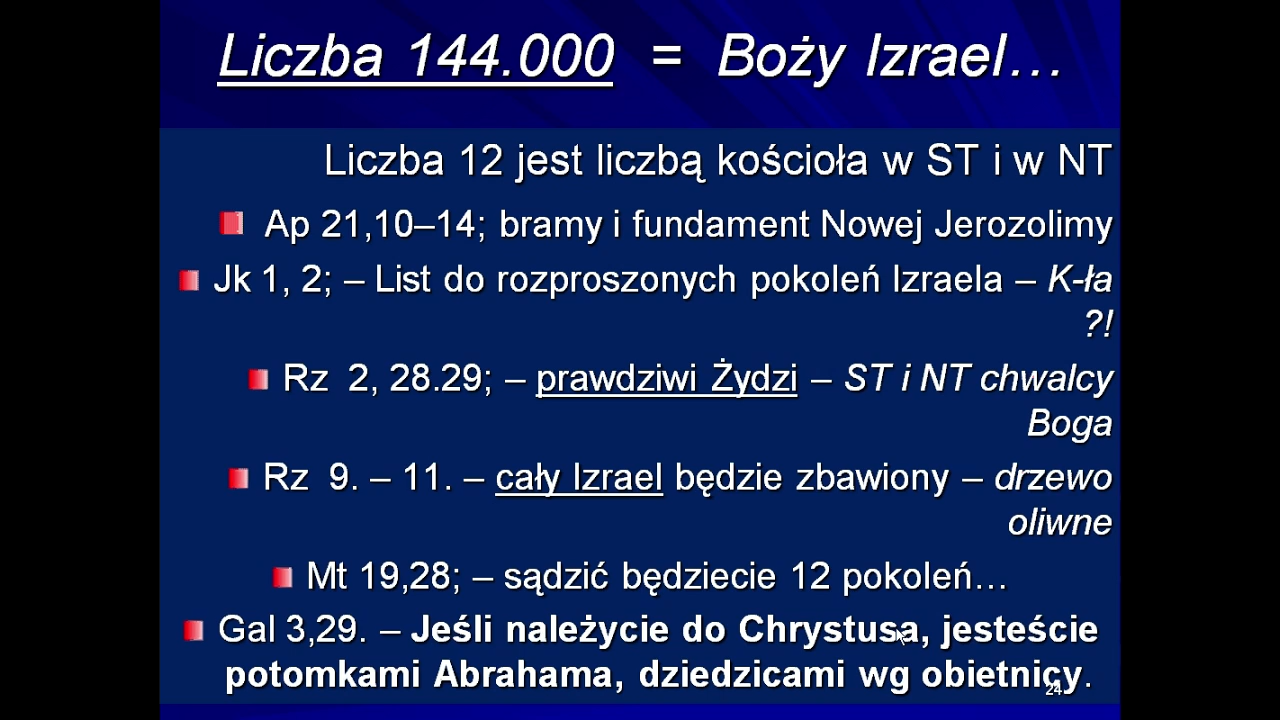 Liczba 144.000 = Boży Izrael…
Liczba 12 jest liczbą kościoła w ST i w NT
Ap 21,10–14; bramy i fundament Nowej Jerozolimy
Jk 1, 2; – List do rozproszonych pokoleń Izraela – K-ła
?!
Rz 2, 28.29; – prawdziwi Żydzi – ST i NT chwalcy
Boga
Rz 9. – 11. – cały Izrael będzie zbawiony – drzewo
oliwne
Mt 19,28; – sądzić będziecie 12 pokoleń…
Gal 3,29. – Jeśli należycie do Chrystusa, jesteście
potomkami Abrahama, dziedzicami wg obietnicy.
24